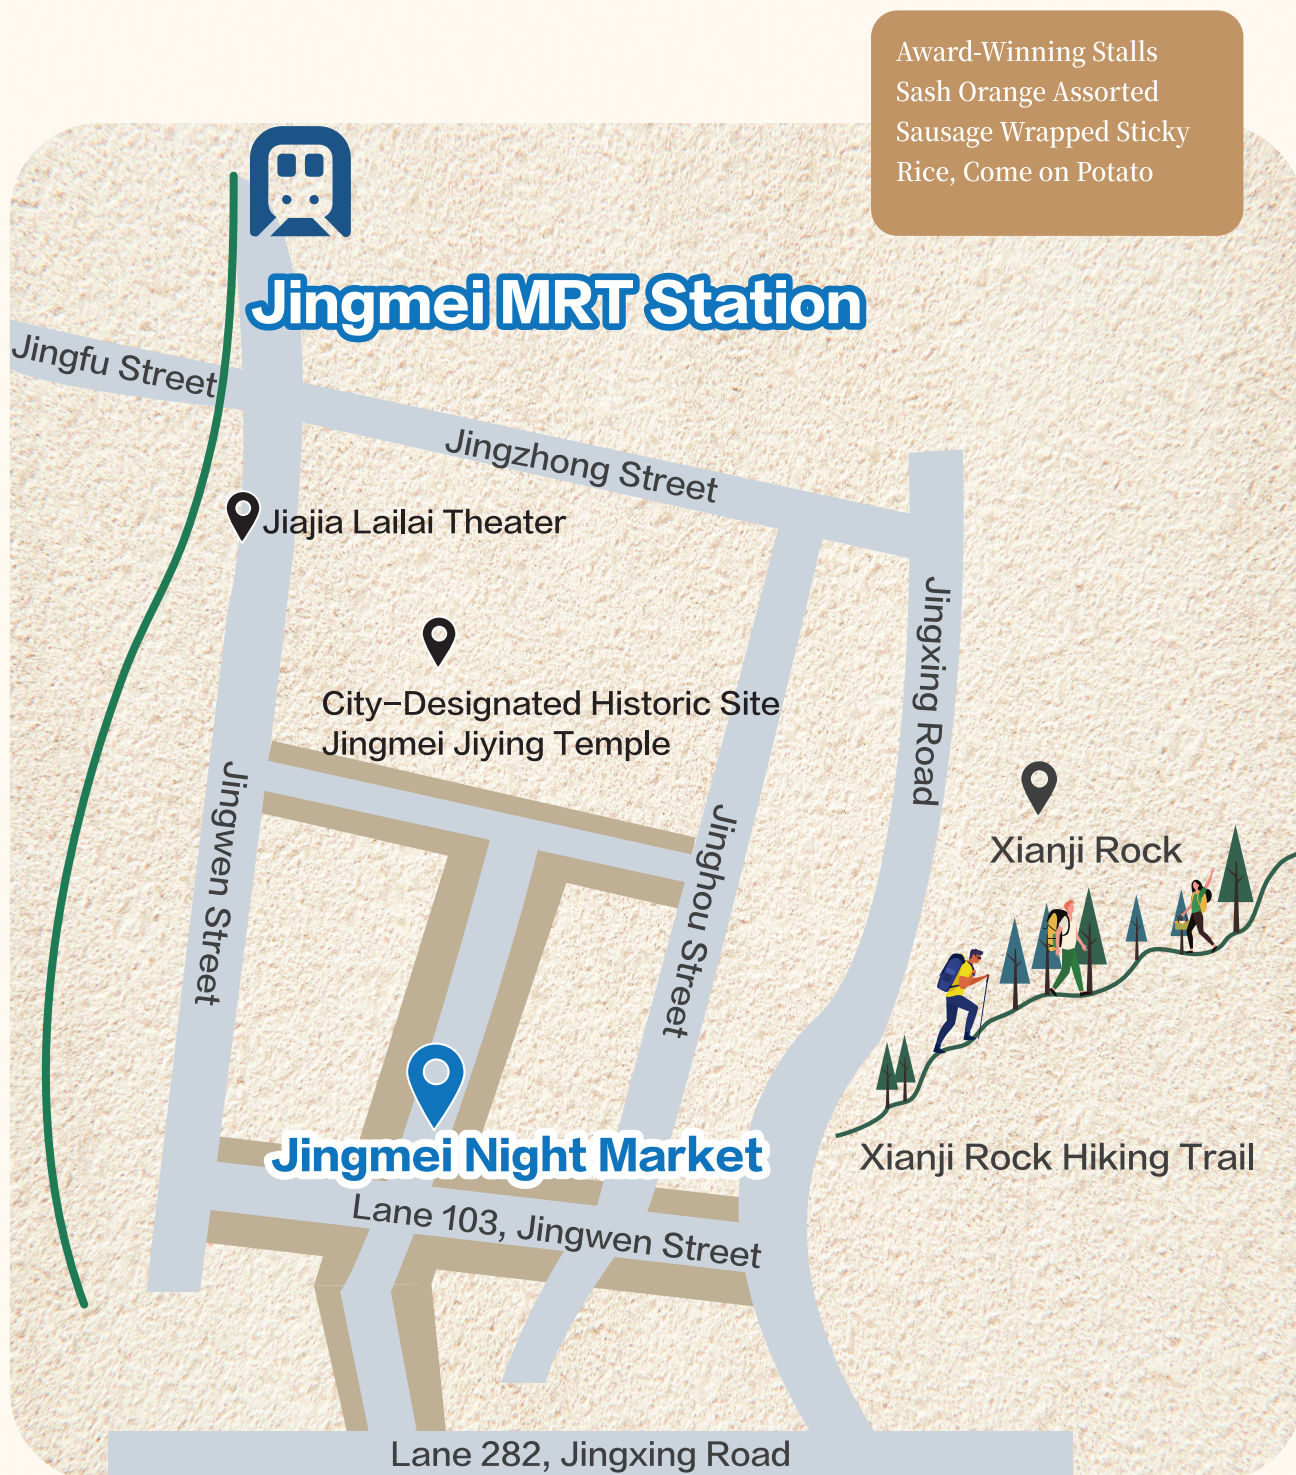 Award-Winning Stalls
Sash Orange Assorted
Sausage Wrapped Sticky
Rice, Come on Potato
Jingmei MRT Station
Jingfu Street
Jingzhong Street
Jiajia Lailai Theater
Jingxing Road
City-Designated Historic Site
Jingmei Jiying Temple
Jingwen Street
Jinghou Street
Xianji Rock
Jingmei Night Market
Xianji Rock Hiking Trail
Lane 103, Jingwen Street
Lane 282, Jingxing Road